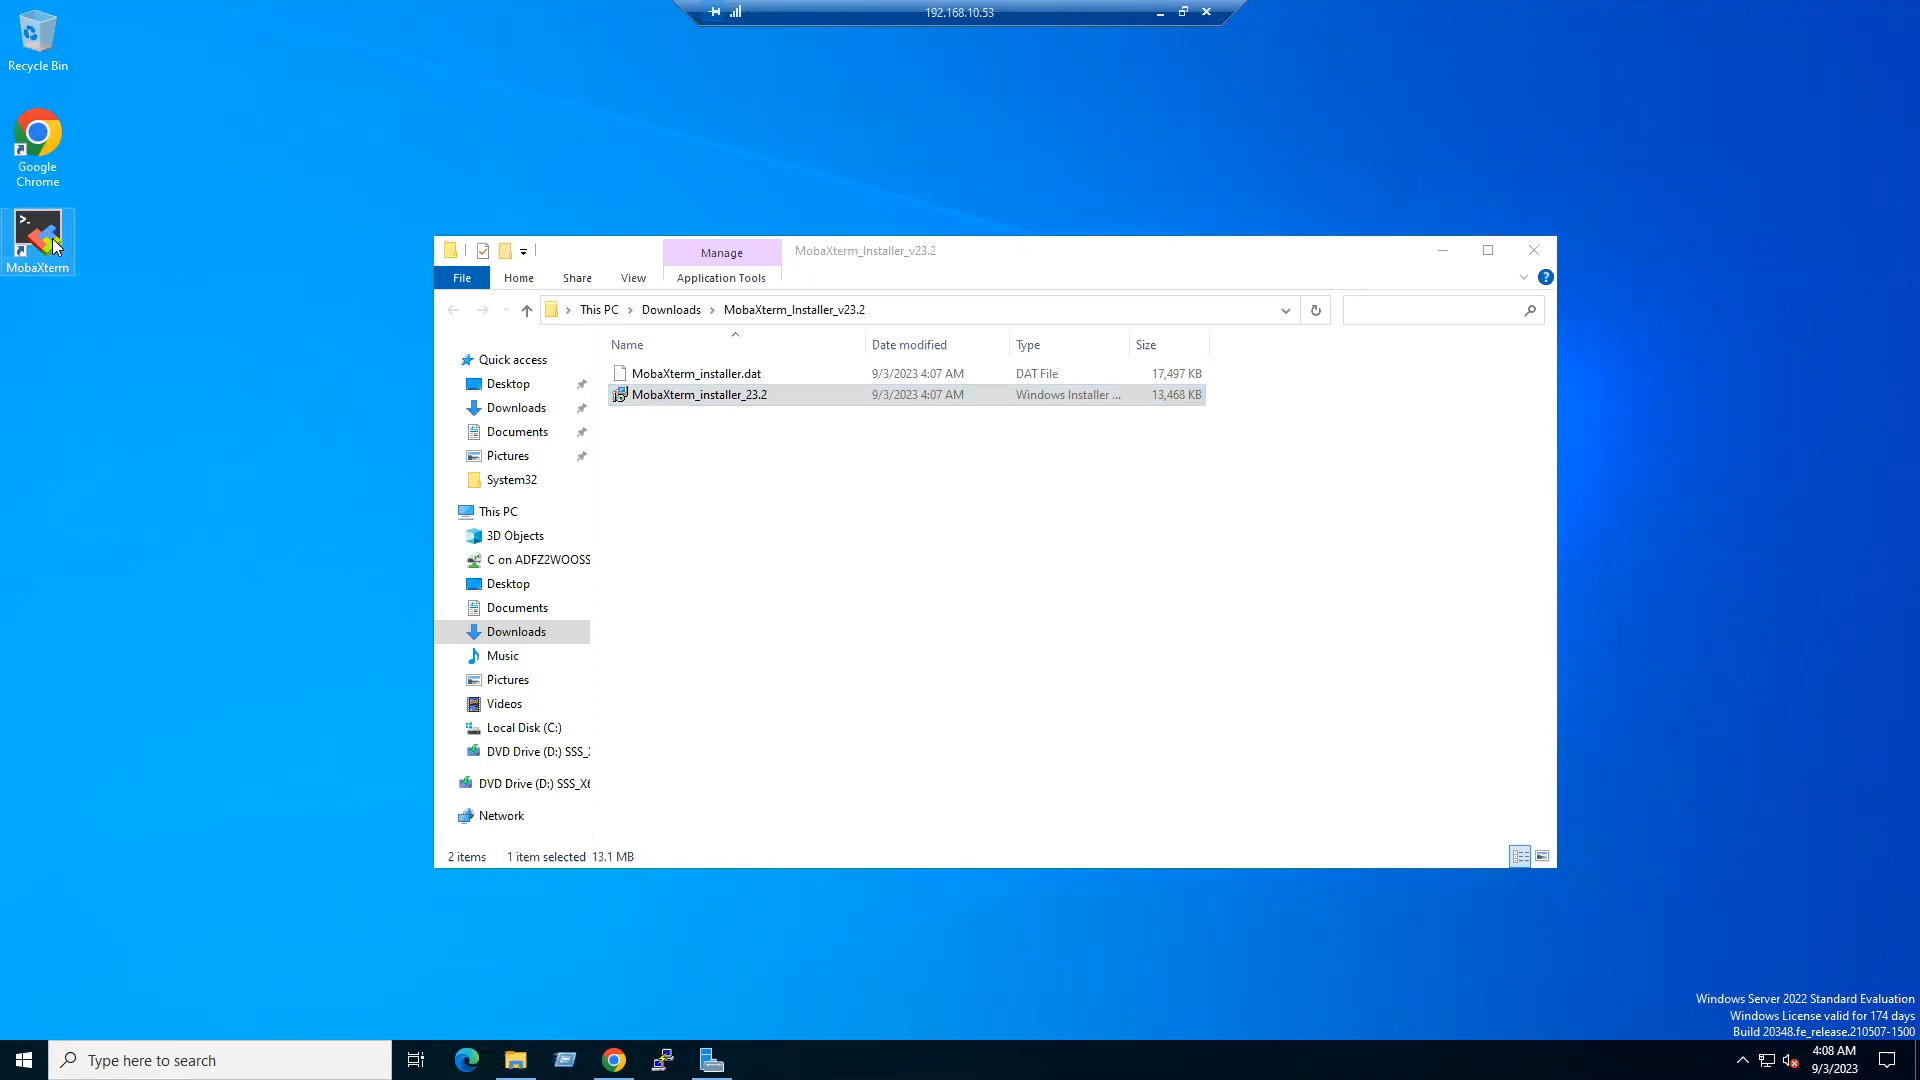 192.168.10.53
Recycle Bin
Google
Chrome
MobaXterm
Manage
MobaXterm_Installer_v23.2
File
Home
Share
View
Application Tools
This PC
Downloads
MobaXterm_Installer_v23.2
Name
Date modified
Type
Size
MobaXterm_installer.dat
9/3/2023 4:07 AM
DAT File
17,497 KB
MobaXterm_installer_23.2
9/3/2023 4:07 AM
Windows Installer ...
13,468 KB
Quick access
Desktop
Downloads
Documents
Pictures
System32
This PC
3D Objects
C on ADFZ2WOOSS
Desktop
Documents
Downloads
Music
Pictures
Videos
Local Disk (C:)
DVD Drive (D:) SSS_
DVD Drive (D:) SSS_X6
Network
2 items
1 item selected 13.1 MB
Windows Server 2022 Standard Evaluation
Windows License valid for 174 days
Build 20348.fe_release.210507-1500
Type here to search
4:08 AM
9/3/2023